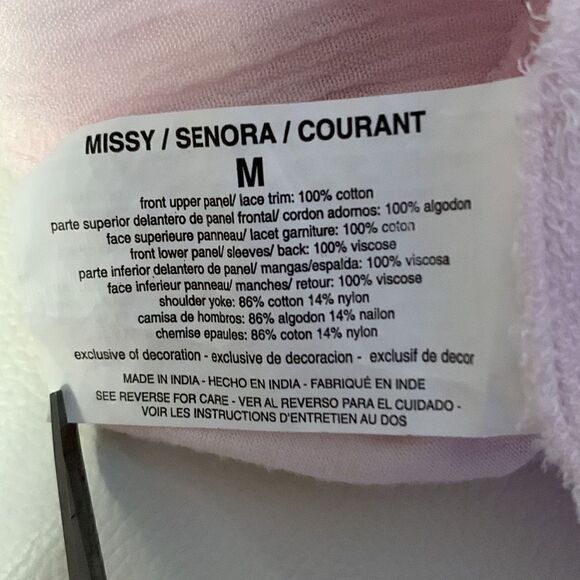 MISSY / SENORA / COURANT
M
front upper panel/ lace trim: 100% cotton
parte superior delantero de panel frontal/ cordon adornos: 100% algodon
face superieure panneau/ lacet garniture: 100% coton
front lower panel/ sleeves/ back: 100% viscose
parte inferior delantero de panel/ mangas/espalda: 100% viscosa
face inferieur panneau/ manches/ retour: 100% viscose
shoulder yoke: 86% cotton 14% nylon
camisa de hombros: 86% algodon 14% nailon
chemise epaules: 86% coton 14% nylon
exclusive of decoration - exclusive de decoracion - exclusif de decor
MADE IN INDIA - HECHO EN INDIA - FABRIQUÉ EN INDE
SEE REVERSE FOR CARE - VER AL REVERSO PARA EL CUIDADO -
VOIR LES INSTRUCTIONS D'ENTRETIEN AU DOS